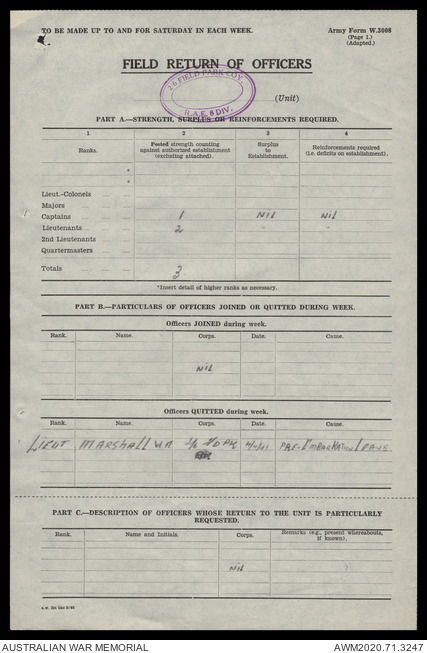 TO BE MADE UP TO AND FOR SATURDAY IN EACH WEEK.
Army Form W.3008
(Page 1.)
(Adapted.)
FIELD RETURN OF OFFICERS
2/6 FIELD PARK COY.
R.A.E. 8 DIV.
(Unit)
PART A.—STRENGTH, SURPLUS OR REINFORCEMENTS REQUIRED.
1 2 3 4
Ranks. Posted strength counting against authorized establishment (excluding attached). Surplus to Establishment. Reinforcements required (i.e. deficits on establishment).
*
*
Lieut.-Colonels
Majors
Captains 1 Nil Nil
Lieutenants 2 " "
2nd Lieutenants
Quartermasters
Totals 3
*Insert detail of higher ranks as necessary.
PART B.—PARTICULARS OF OFFICERS JOINED OR QUITTED DURING WEEK.
Officers JOINED during week.
Rank. Name. Corps. Date. Cause.
Nil
Officers QUITTED during week.
Rank. Name. Corps. Date. Cause.
LIEUT MARSHALL W.A 2/6 PRE-EMBARKATION LEAVE
PART C.—DESCRIPTION OF OFFICERS WHOSE RETURN TO THE UNIT IS PARTICULARLY
REQUESTED.
Rank. Name and Initials. Corps. Remarks (e.g., present whereabouts, if known).
Nil
AUSTRALIAN WAR MEMORIAL
AWM2020.71.3247